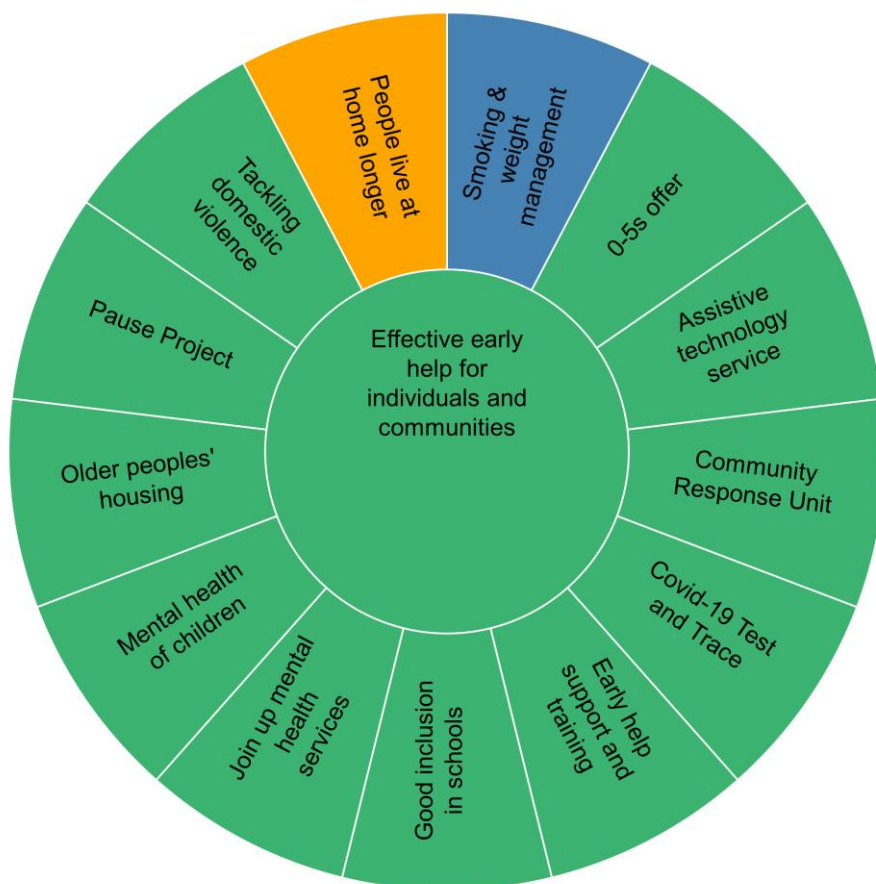 Effective early
help for
individuals and
communities
Smoking &
weight
management
0-5s offer
Assistive
technology
service
Community
Response Unit
Covid-19 Test
and Trace
Early help
support and
training
Good inclusion
in schools
Join up mental
health
services
Mental health
of children
Older peoples'
housing
Pause Project
Tackling
domestic
violence
People live at
home longer